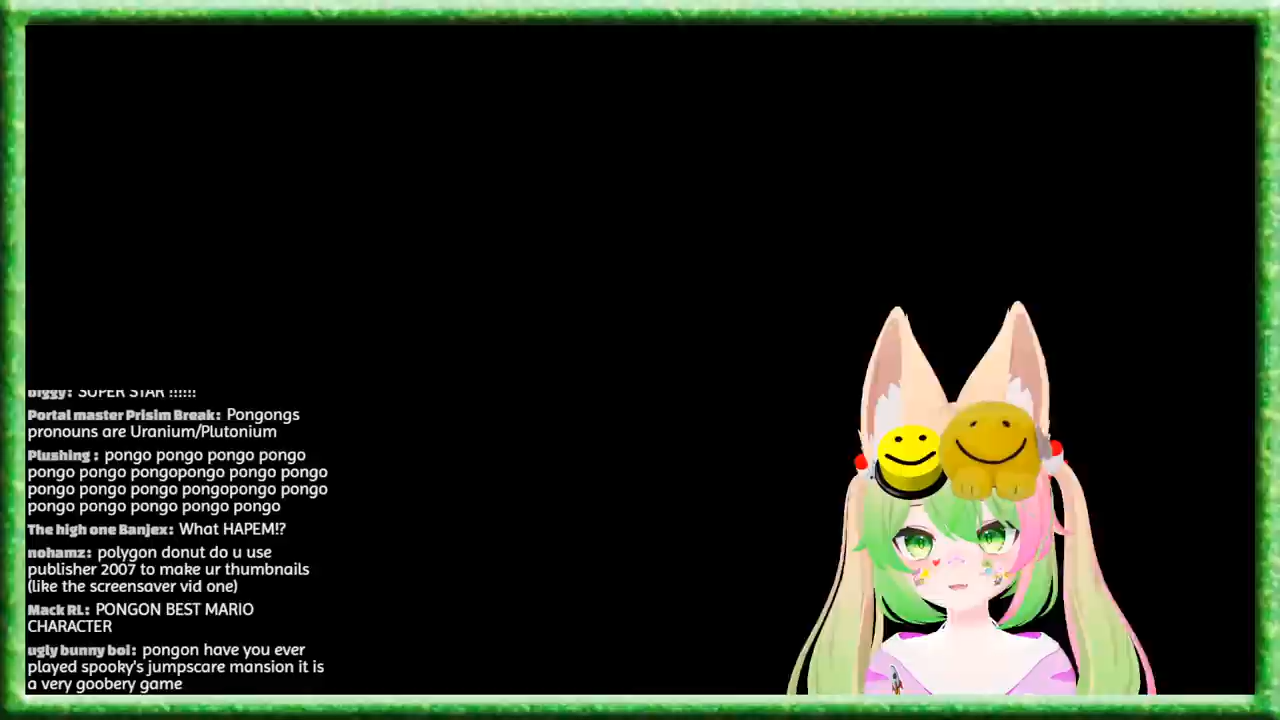 Diggy: SUPER STAR !!!!!!
Portal master Prisim Break: Pongongs
pronouns are Uranium/Plutonium
Plushing : pongo pongo pongo pongo
pongo pongo pongopongo pongo pongo
pongo pongo pongo pongopongo pongo
pongo pongo pongo pongo pongo
The high one Banjex: What HAPEM!?
nohamz: polygon donut do u use
publisher 2007 to make ur thumbnails
(like the screensaver vid one)
Mack RL: PONGON BEST MARIO
CHARACTER
ugly bunny boi: pongon have you ever
played spooky's jumpscare mansion it is
a very goobery game